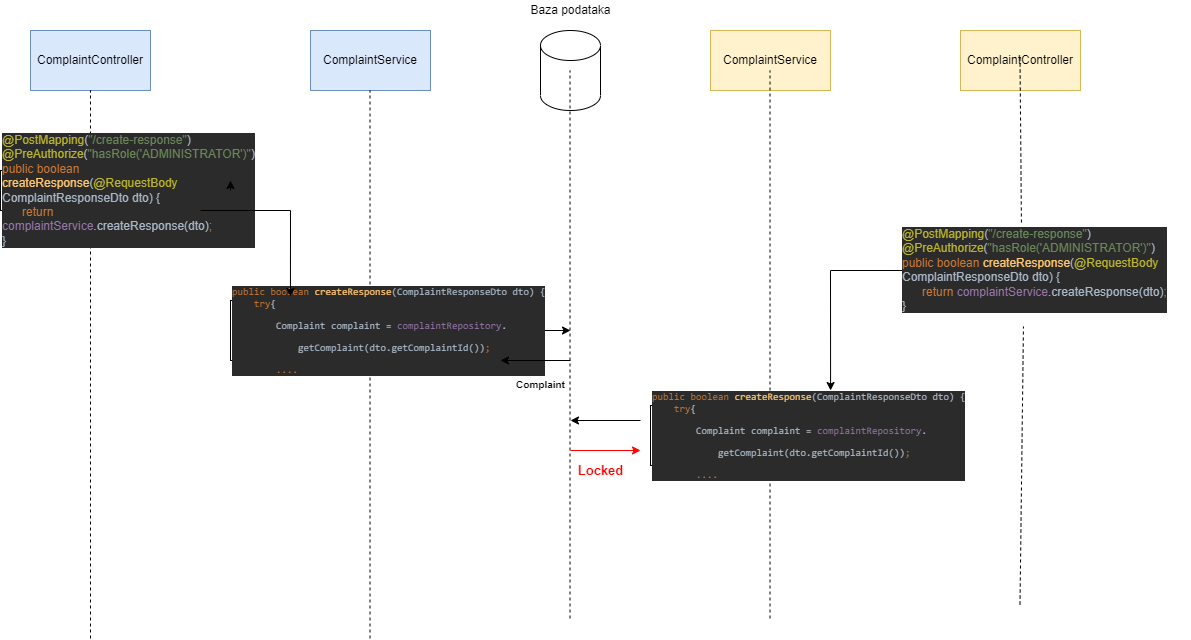 Baza podataka
ComplaintController
ComplaintService
ComplaintService
ComplaintController
@PostMapping("/create-response")
@PreAuthorize("hasRole('ADMINISTRATOR')")
public boolean
createResponse(@RequestBody
ComplaintResponseDto dto) {
return
complaintService.createResponse(dto);
}
@PostMapping("/create-response")
@PreAuthorize("hasRole('ADMINISTRATOR')")
public boolean createResponse(@RequestBody
ComplaintResponseDto dto) {
return complaintService.createResponse(dto);
}
public boolean createResponse(ComplaintResponseDto dto) {
try{
Complaint complaint = complaintRepository.
getComplaint(dto.getComplaintId());
....
Complaint
public boolean createResponse(ComplaintResponseDto dto) {
try{
Complaint complaint = complaintRepository.
getComplaint(dto.getComplaintId());
....
Locked